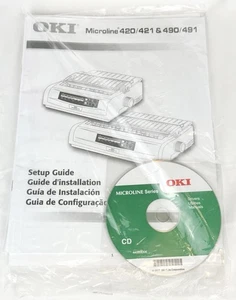 OKI Microline 420/421 & 490/491
Setup Guide
Guide d'installation
Guía de Instalación
Guia de Configuração
MICROLINE Series
OKI
CD